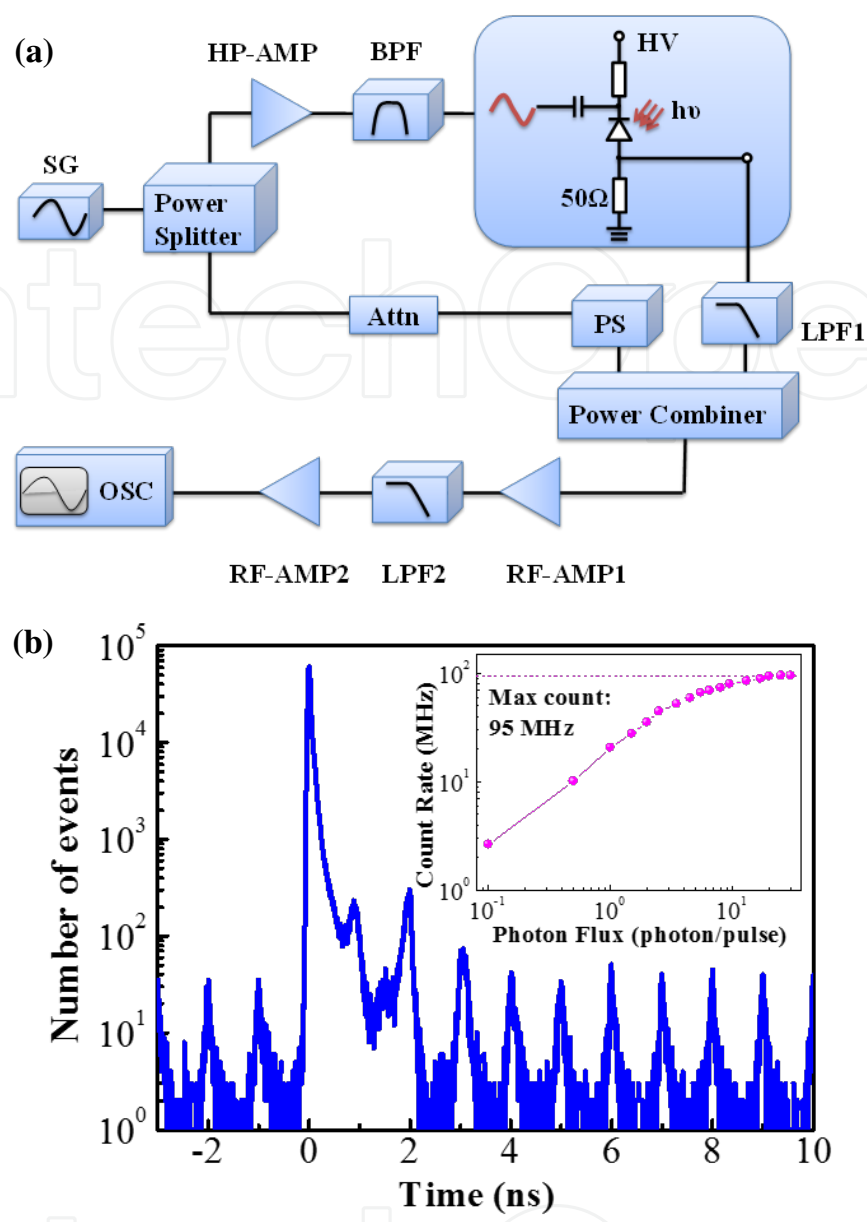 (a)
HP-AMP
BPF
HV
hυ
SG
Power
Splitter
50Ω
Attn
PS
LPF1
Power Combiner
OSC
RF-AMP2
LPF2
RF-AMP1
(b)
Number of events
10^5
10^4
10^3
10^2
10^1
10^0
-2
0
2
4
6
8
10
Time (ns)
Count Rate (MHz)
10^2
10^1
10^0
Max count:
95 MHz
10^-1
10^0
10^1
Photon Flux (photon/pulse)